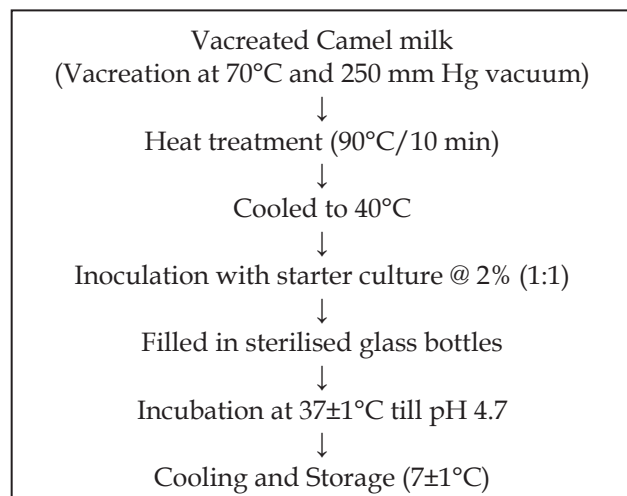 Vacreated Camel milk
(Vacreation at 70°C and 250 mm Hg vacuum)
↓
Heat treatment (90°C/10 min)
↓
Cooled to 40°C
↓
Inoculation with starter culture @ 2% (1:1)
↓
Filled in sterilised glass bottles
↓
Incubation at 37±1°C till pH 4.7
↓
Cooling and Storage (7±1°C)